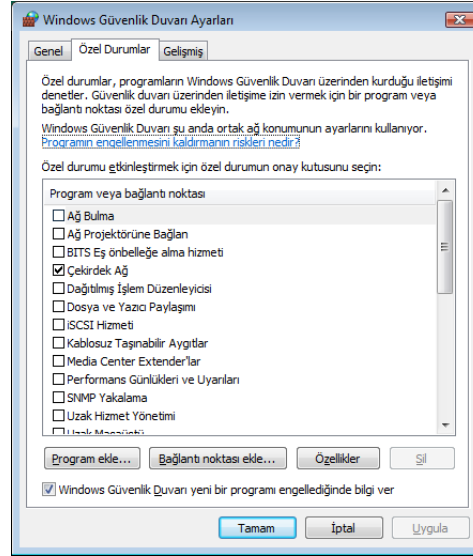 Windows Güvenlik Duvarı Ayarları
Genel
Özel Durumlar
Gelişmiş
Özel durumlar, programların Windows Güvenlik Duvarı üzerinden kurduğu iletişimi
denetler. Güvenlik duvarı üzerinden iletişime izin vermek için bir program veya
bağlantı noktası özel durumu ekleyin.
Windows Güvenlik Duvarı şu anda ortak ağ konumunun ayarlarını kullanıyor.
Programın engellenmesini kaldırmanın riskleri nedir?
Özel durumu etkinleştirmek için özel durumun onay kutusunu seçin:
Program veya bağlantı noktası
Ağ Bulma
Ağ Projektörüne Bağlan
BITS Eş önbelleğe alma hizmeti
Çekirdek Ağ
Dağıtılmış İşlem Düzenleyicisi
Dosya ve Yazıcı Paylaşımı
iSCSI Hizmeti
Kablosuz Taşınabilir Aygıtlar
Media Center Extender'lar
Performans Günlükleri ve Uyarıları
SNMP Yakalama
Uzak Hizmet Yönetimi
Uzak Masaüstü
Program ekle...
Bağlantı noktası ekle...
Özellikler
Sil
Windows Güvenlik Duvarı yeni bir programı engellediğinde bilgi ver
Tamam
İptal
Uygula